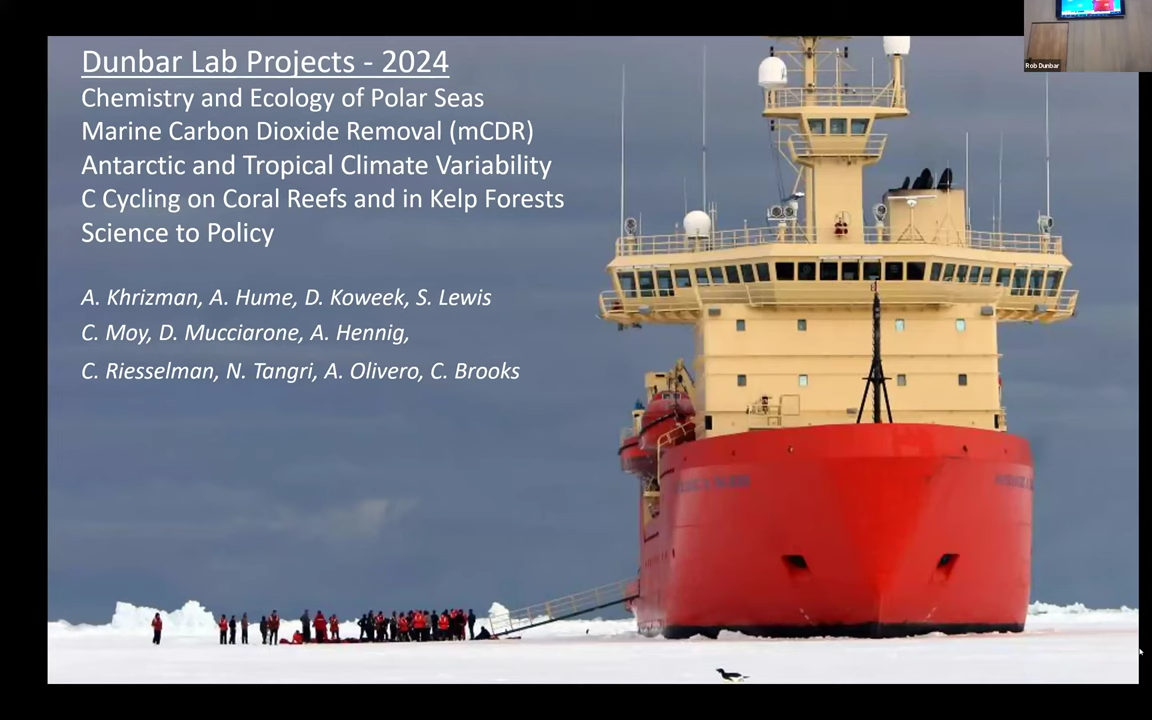 Dunbar Lab Projects - 2024
Chemistry and Ecology of Polar Seas
Marine Carbon Dioxide Removal (mCDR)
Antarctic and Tropical Climate Variability
C Cycling on Coral Reefs and in Kelp Forests
Science to Policy
A. Khrizman, A. Hume, D. Koweek, S. Lewis
C. Moy, D. Mucciarone, A. Hennig,
C. Riesselman, N. Tangri, A. Olivero, C. Brooks
Rob Dunbar